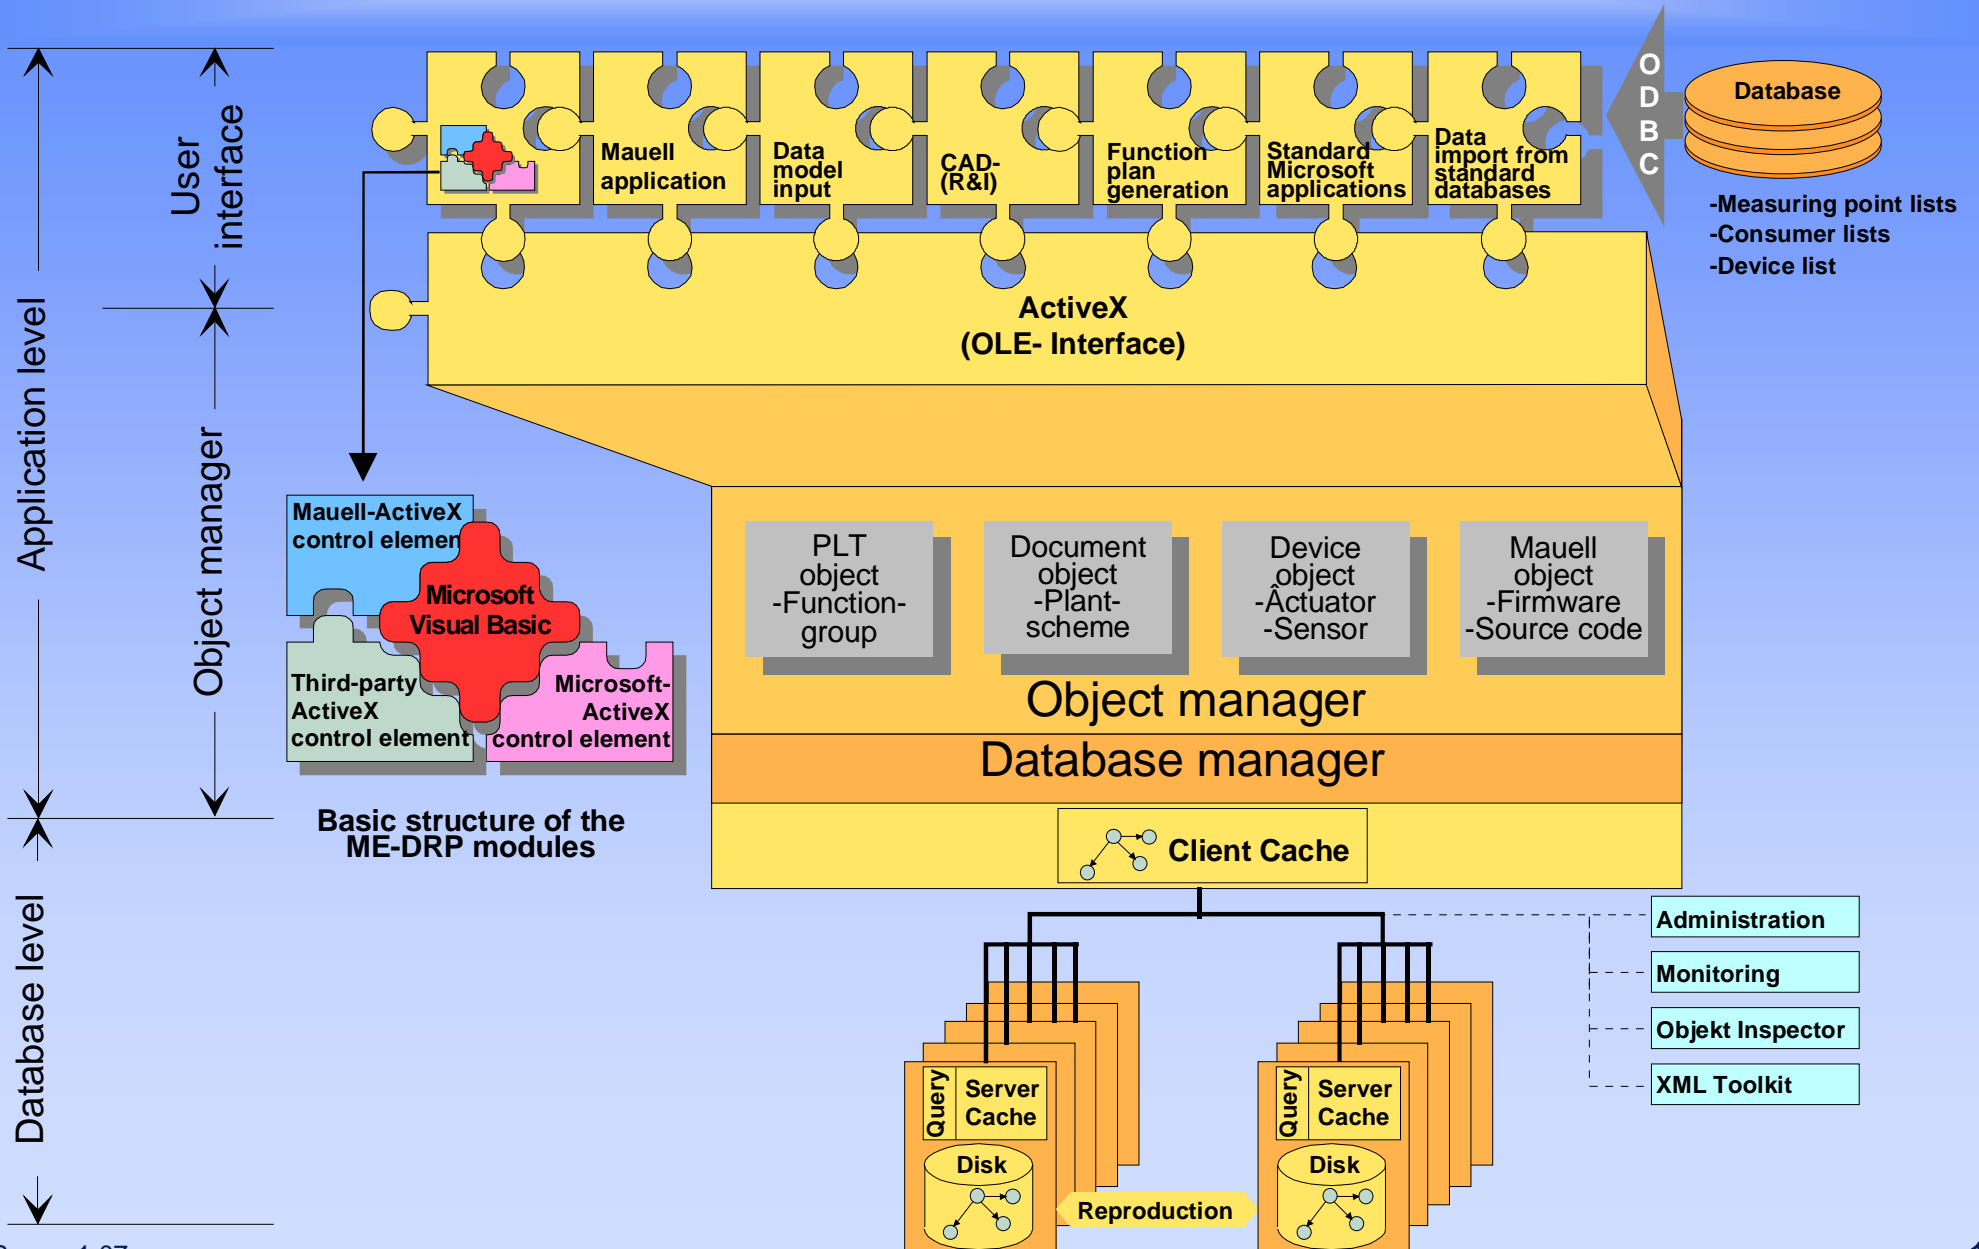 O
D
B
C
Database
-Measuring point lists
-Consumer lists
-Device list
User
interface
Application level
Object manager
Database level
Mauell
application
Data
model
input
CAD-
(R&I)
Function
plan
generation
Standard
Microsoft
applications
Data
import from
standard
databases
ActiveX
(OLE- Interface)
Mauell-ActiveX
control elemen
Microsoft
Visual Basic
Third-party
ActiveX
control element
Microsoft-
ActiveX
control element
Basic structure of the
ME-DRP modules
PLT
object
-Function-
group
Document
object
-Plant-
scheme
Device
object
-Actuator
-Sensor
Mauell
object
-Firmware
-Source code
Object manager
Database manager
Client Cache
Administration
Monitoring
Objekt Inspector
XML Toolkit
Query
Server
Cache
Disk
Query
Server
Cache
Disk
Reproduction